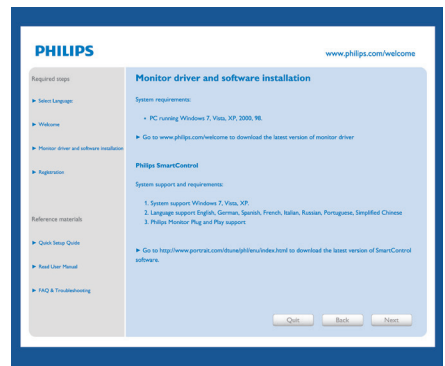 PHILIPS
www.philips.com/welcome
Required steps
Select Language
Welcome
Monitor driver and software installation
Registration
Reference materials
Quick Setup Guide
Read User Manual
FAQ & Troubleshooting
Monitor driver and software installation
System requirements:
• PC running Windows 7, Vista, XP, 2000, 98.
Go to www.philips.com/welcome to download the latest version of monitor driver
Philips SmartControl
System support and requirements:
1. System support Windows 7, Vista, XP.
2. Language support English, German, Spanish, French, Italian, Russian, Portuguese, Simplified Chinese
3. Philips Monitor Plug and Play support
Go to http://www.portrait.com/dtune/phl/enu/index.html to download the latest version of SmartControl
software.
Quit
Back
Next